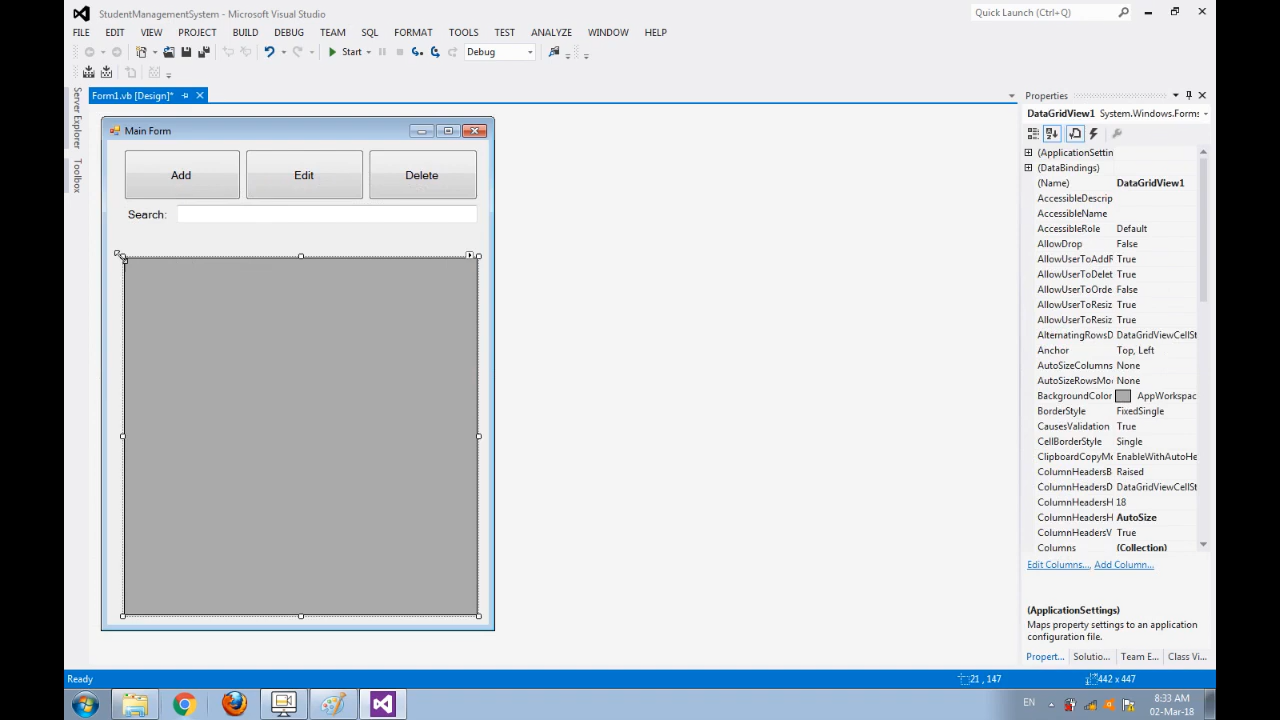 StudentManagementSystem - Microsoft Visual Studio
Quick Launch (Ctrl+Q)
FILE EDIT VIEW PROJECT BUILD DEBUG TEAM SQL FORMAT TOOLS TEST ANALYZE WINDOW HELP
Start Debug
Form1.vb [Design]*
Server Explorer
Toolbox
Main Form
Add Edit Delete
Search:
Properties
DataGridView1 System.Windows.Forms
(ApplicationSettin
(DataBindings)
(Name) DataGridView1
AccessibleDescrip
AccessibleName
AccessibleRole Default
AllowDrop False
AllowUserToAddR True
AllowUserToDelet True
AllowUserToOrde False
AllowUserToResiz True
AllowUserToResiz True
AlternatingRowsD DataGridViewCellSt
Anchor Top, Left
AutoSizeColumns None
AutoSizeRowsMo None
BackgroundColor AppWorkspac
BorderStyle FixedSingle
CausesValidation True
CellBorderStyle Single
ClipboardCopyMo EnableWithAutoHe
ColumnHeadersB Raised
ColumnHeadersD DataGridViewCellSt
ColumnHeadersH 18
ColumnHeadersH AutoSize
ColumnHeadersV True
Columns (Collection)
Edit Columns..., Add Column...
(ApplicationSettings)
Maps property settings to an application
configuration file.
Propert... Solutio... Team E... Class Vi...
Ready 21 , 147 442 x 447
EN 8:33 AM
02-Mar-18